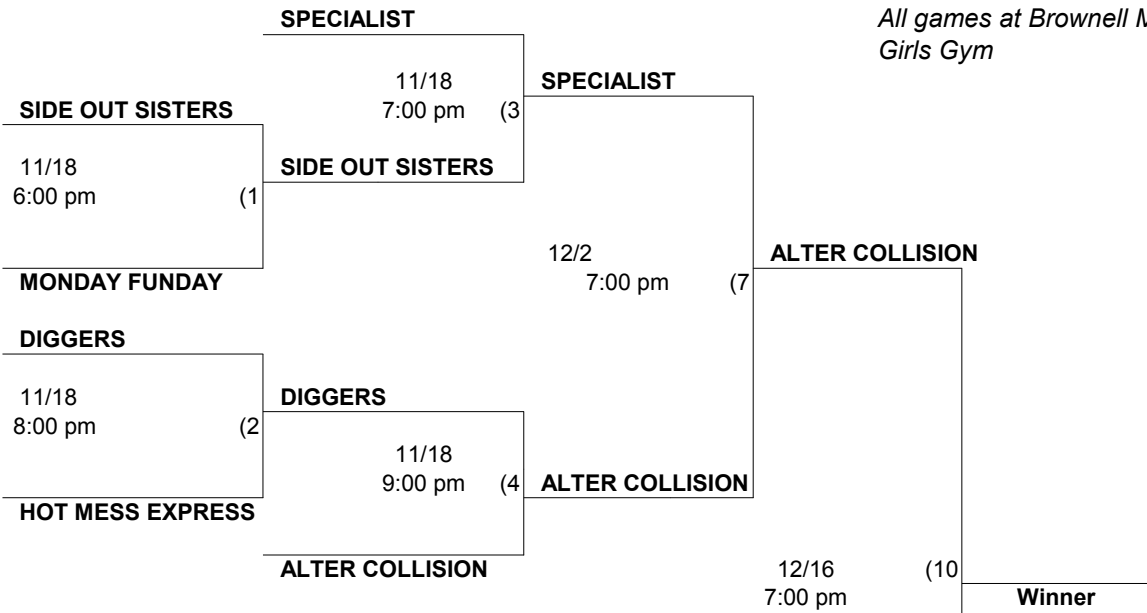 SPECIALIST
All games at Brownell
Girls Gym
11/18
7:00 pm (3
SPECIALIST
SIDE OUT SISTERS
11/18
6:00 pm (1
SIDE OUT SISTERS
MONDAY FUNDAY
12/2
7:00 pm (7
ALTER COLLISION
DIGGERS
11/18
8:00 pm (2
DIGGERS
HOT MESS EXPRESS
11/18
9:00 pm (4
ALTER COLLISION
ALTER COLLISION
12/16 (10
7:00 pm
Winner